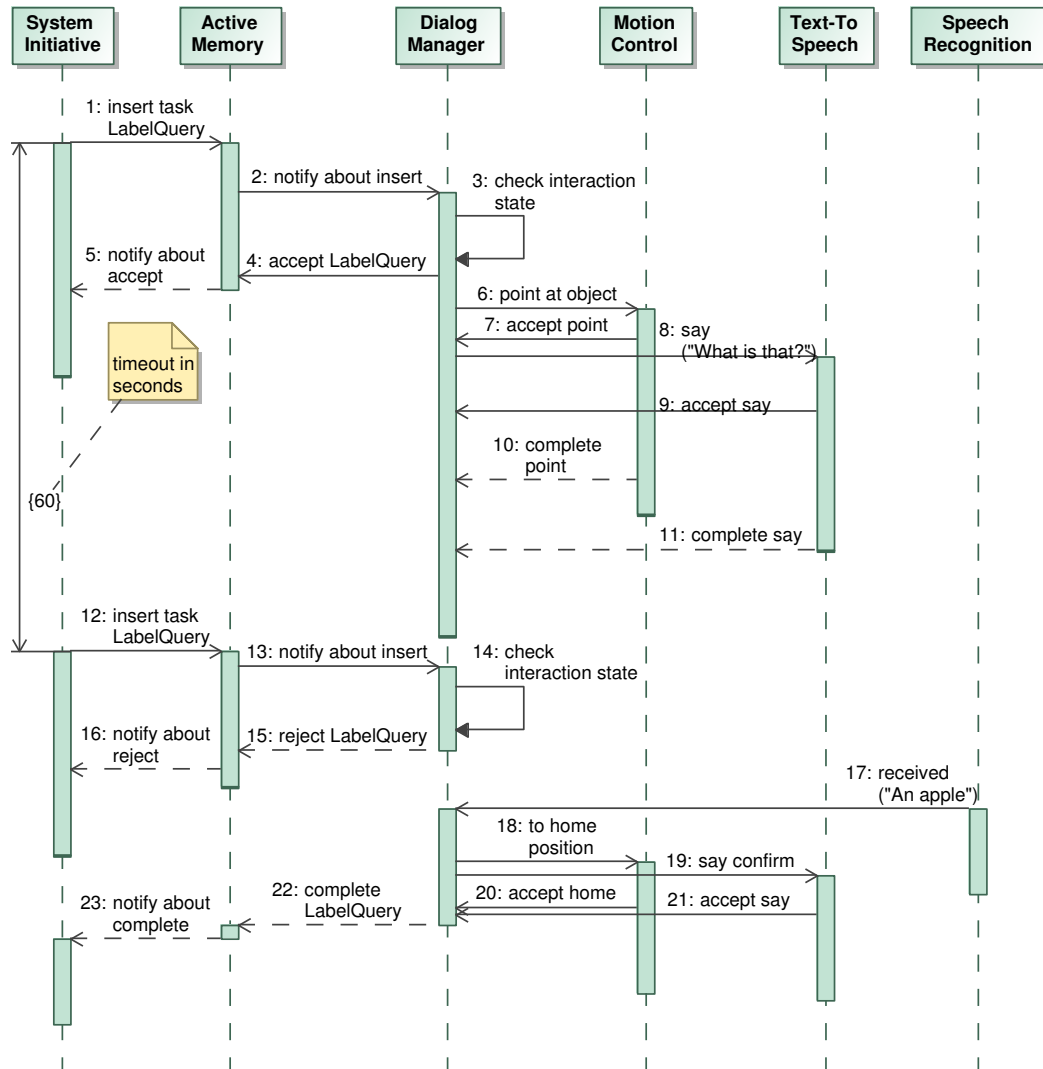 System
Initiative
Active
Memory
Dialog
Manager
Motion
Control
Text-To
Speech
Speech
Recognition
1: insert task
LabelQuery
2: notify about insert
3: check interaction
state
4: accept LabelQuery
5: notify about
accept
6: point at object
7: accept point
8: say
("What is that?")
timeout in
seconds
9: accept say
10: complete
point
{60}
11: complete say
12: insert task
LabelQuery
13: notify about insert
14: check
interaction state
15: reject LabelQuery
16: notify about
reject
17: received
("An apple")
18: to home
position
19: say confirm
20: accept home
21: accept say
22: complete
LabelQuery
23: notify about
complete